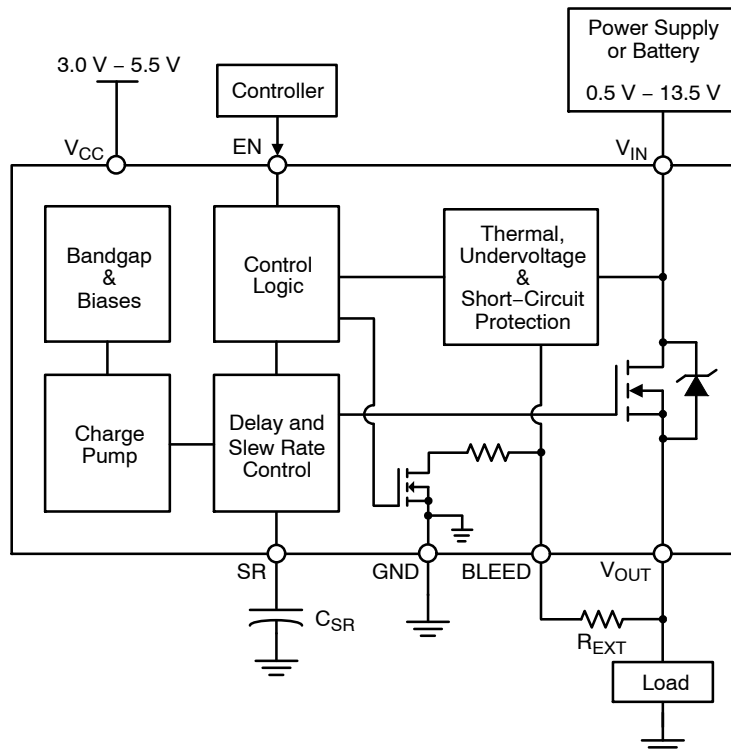 Power Supply
or Battery
0.5 V – 13.5 V
3.0 V – 5.5 V
Controller
VCC
EN
VIN
Bandgap
&
Biases
Control
Logic
Thermal,
Undervoltage
&
Short–Circuit
Protection
Charge
Pump
Delay and
Slew Rate
Control
SR
GND
BLEED
VOUT
CSR
REXT
Load